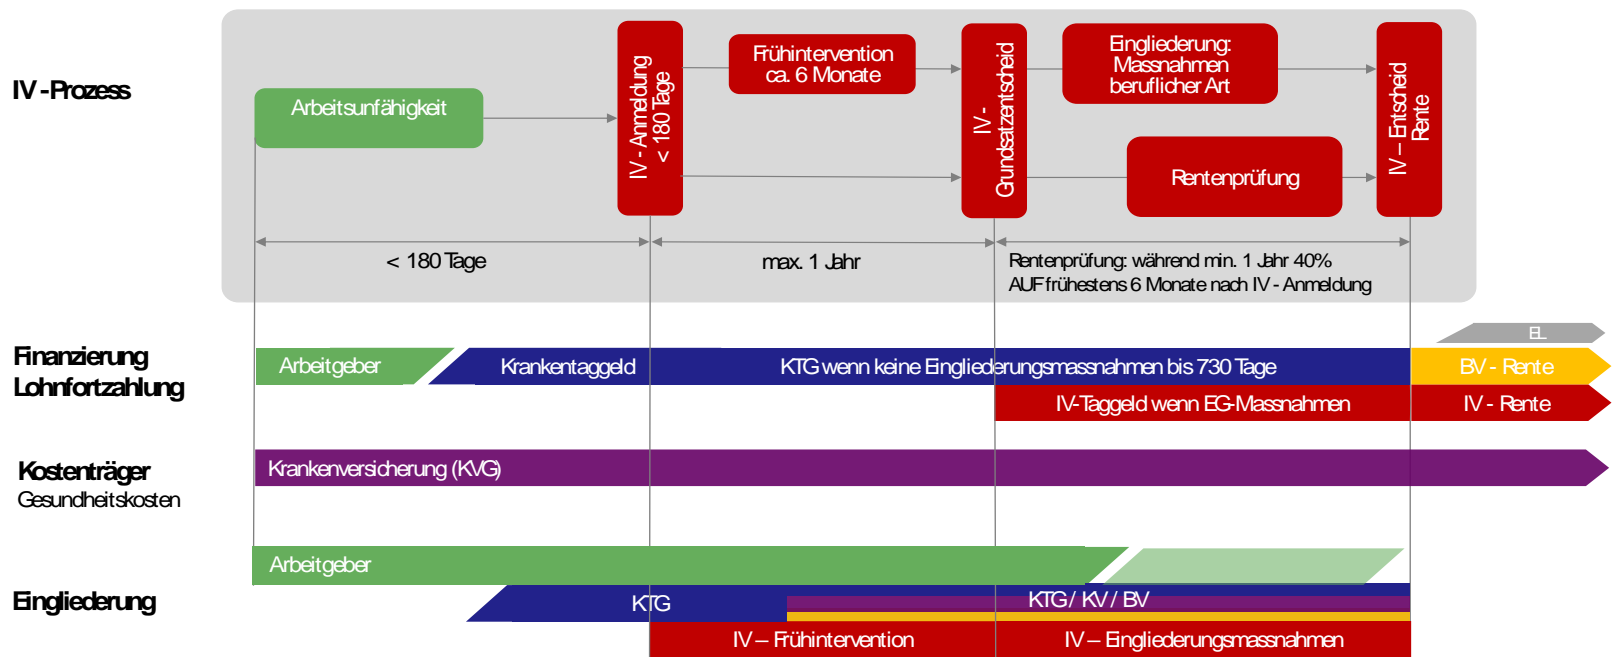 IV - Prozess
Arbeitsunfähigkeit
IV - Anmeldung
< 180 Tage
Frühintervention
ca. 6 Monate
IV -
Grundsatzentscheid
Eingliederung:
Massnahmen
beruflicher Art
Rentenprüfung
IV – Entscheid
Rente
< 180 Tage
max. 1 Jahr
Rentenprüfung: während min. 1 Jahr 40%
AUF frühestens 6 Monate nach IV - Anmeldung
Finanzierung
Lohnfortzahlung
Arbeitgeber
Krankentaggeld
KTG wenn keine Eingliederungsmassnahmen bis 730 Tage
EL
BV - Rente
IV-Taggeld wenn EG-Massnahmen
IV - Rente
Kostenträger
Gesundheitskosten
Krankenversicherung (KVG)
Eingliederung
Arbeitgeber
KTG
KTG / KV / BV
IV – Frühintervention
IV – Eingliederungsmassnahmen